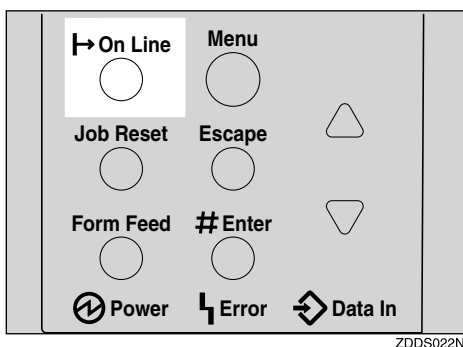 On Line Menu
Job Reset Escape
Form Feed # Enter
Power Error Data In
ZDDS022N